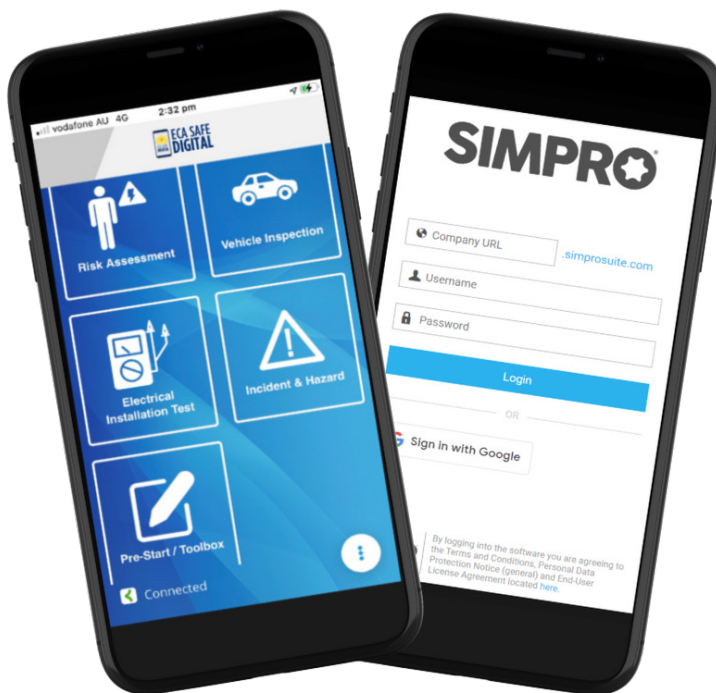 vodafone AU 4G
2:32 pm
ECA SAFE
DIGITAL
Risk Assessment
Vehicle Inspection
Electrical
Installation Test
Incident & Hazard
Pre-Start / Toolbox
Connected
SIMPRO
Company URL
.simprosuite.com
Username
Password
Login
OR
Sign in with Google
By logging into the software you are agreeing to
the Terms and Conditions, Personal Data
Protection Notice (general) and End-User
License Agreement located here.